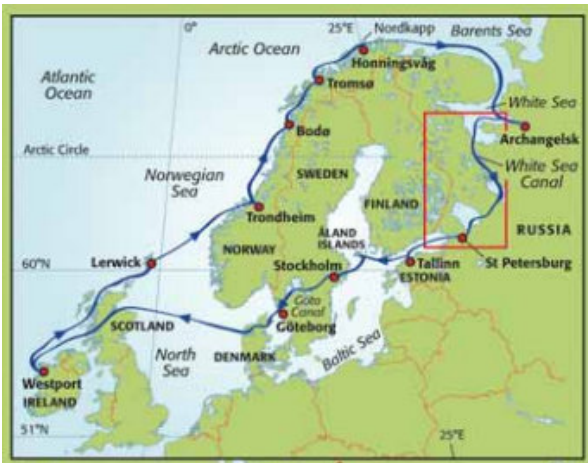 0°
25°E
Nordkapp
Barents Sea
Arctic Ocean
Honningsvåg
Atlantic
Ocean
Tromsø
White Sea
Bodø
Archangelsk
Arctic Circle
White Sea
Canal
Norwegian
Sea
SWEDEN
FINLAND
Trondheim
RUSSIA
ÅLAND
ISLANDS
NORWAY
Lerwick
60°N
Stockholm
Tallinn
ESTONIA
St Petersburg
Göta
Canal
Göteborg
SCOTLAND
North
Sea
DENMARK
Baltic Sea
Westport
IRELAND
51°N
25°E